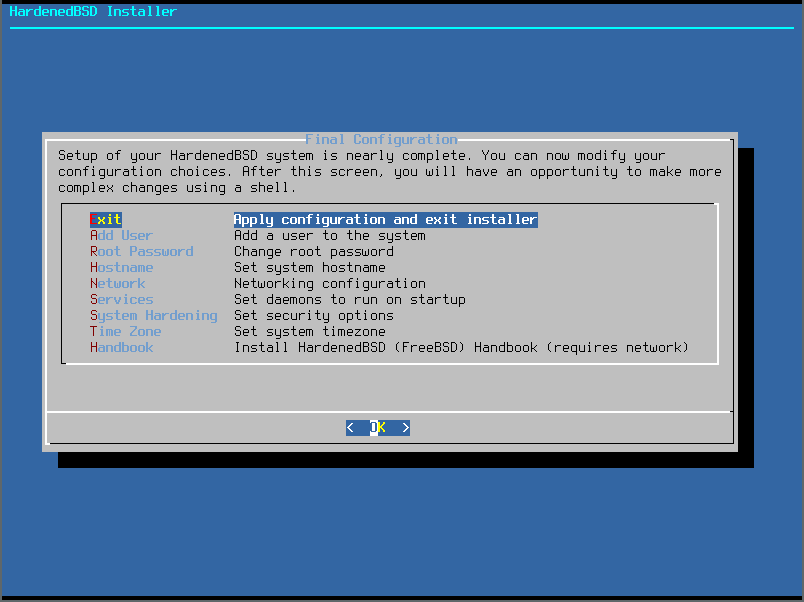 HardenedBSD Installer
Final Configuration
Setup of your HardenedBSD system is nearly complete. You can now modify your
configuration choices. After this screen, you will have an opportunity to make more
complex changes using a shell.
Exit Apply configuration and exit installer
Add User Add a user to the system
Root Password Change root password
Hostname Set system hostname
Network Networking configuration
Services Set daemons to run on startup
System Hardening Set security options
Time Zone Set system timezone
Handbook Install HardenedBSD (FreeBSD) Handbook (requires network)
< OK >